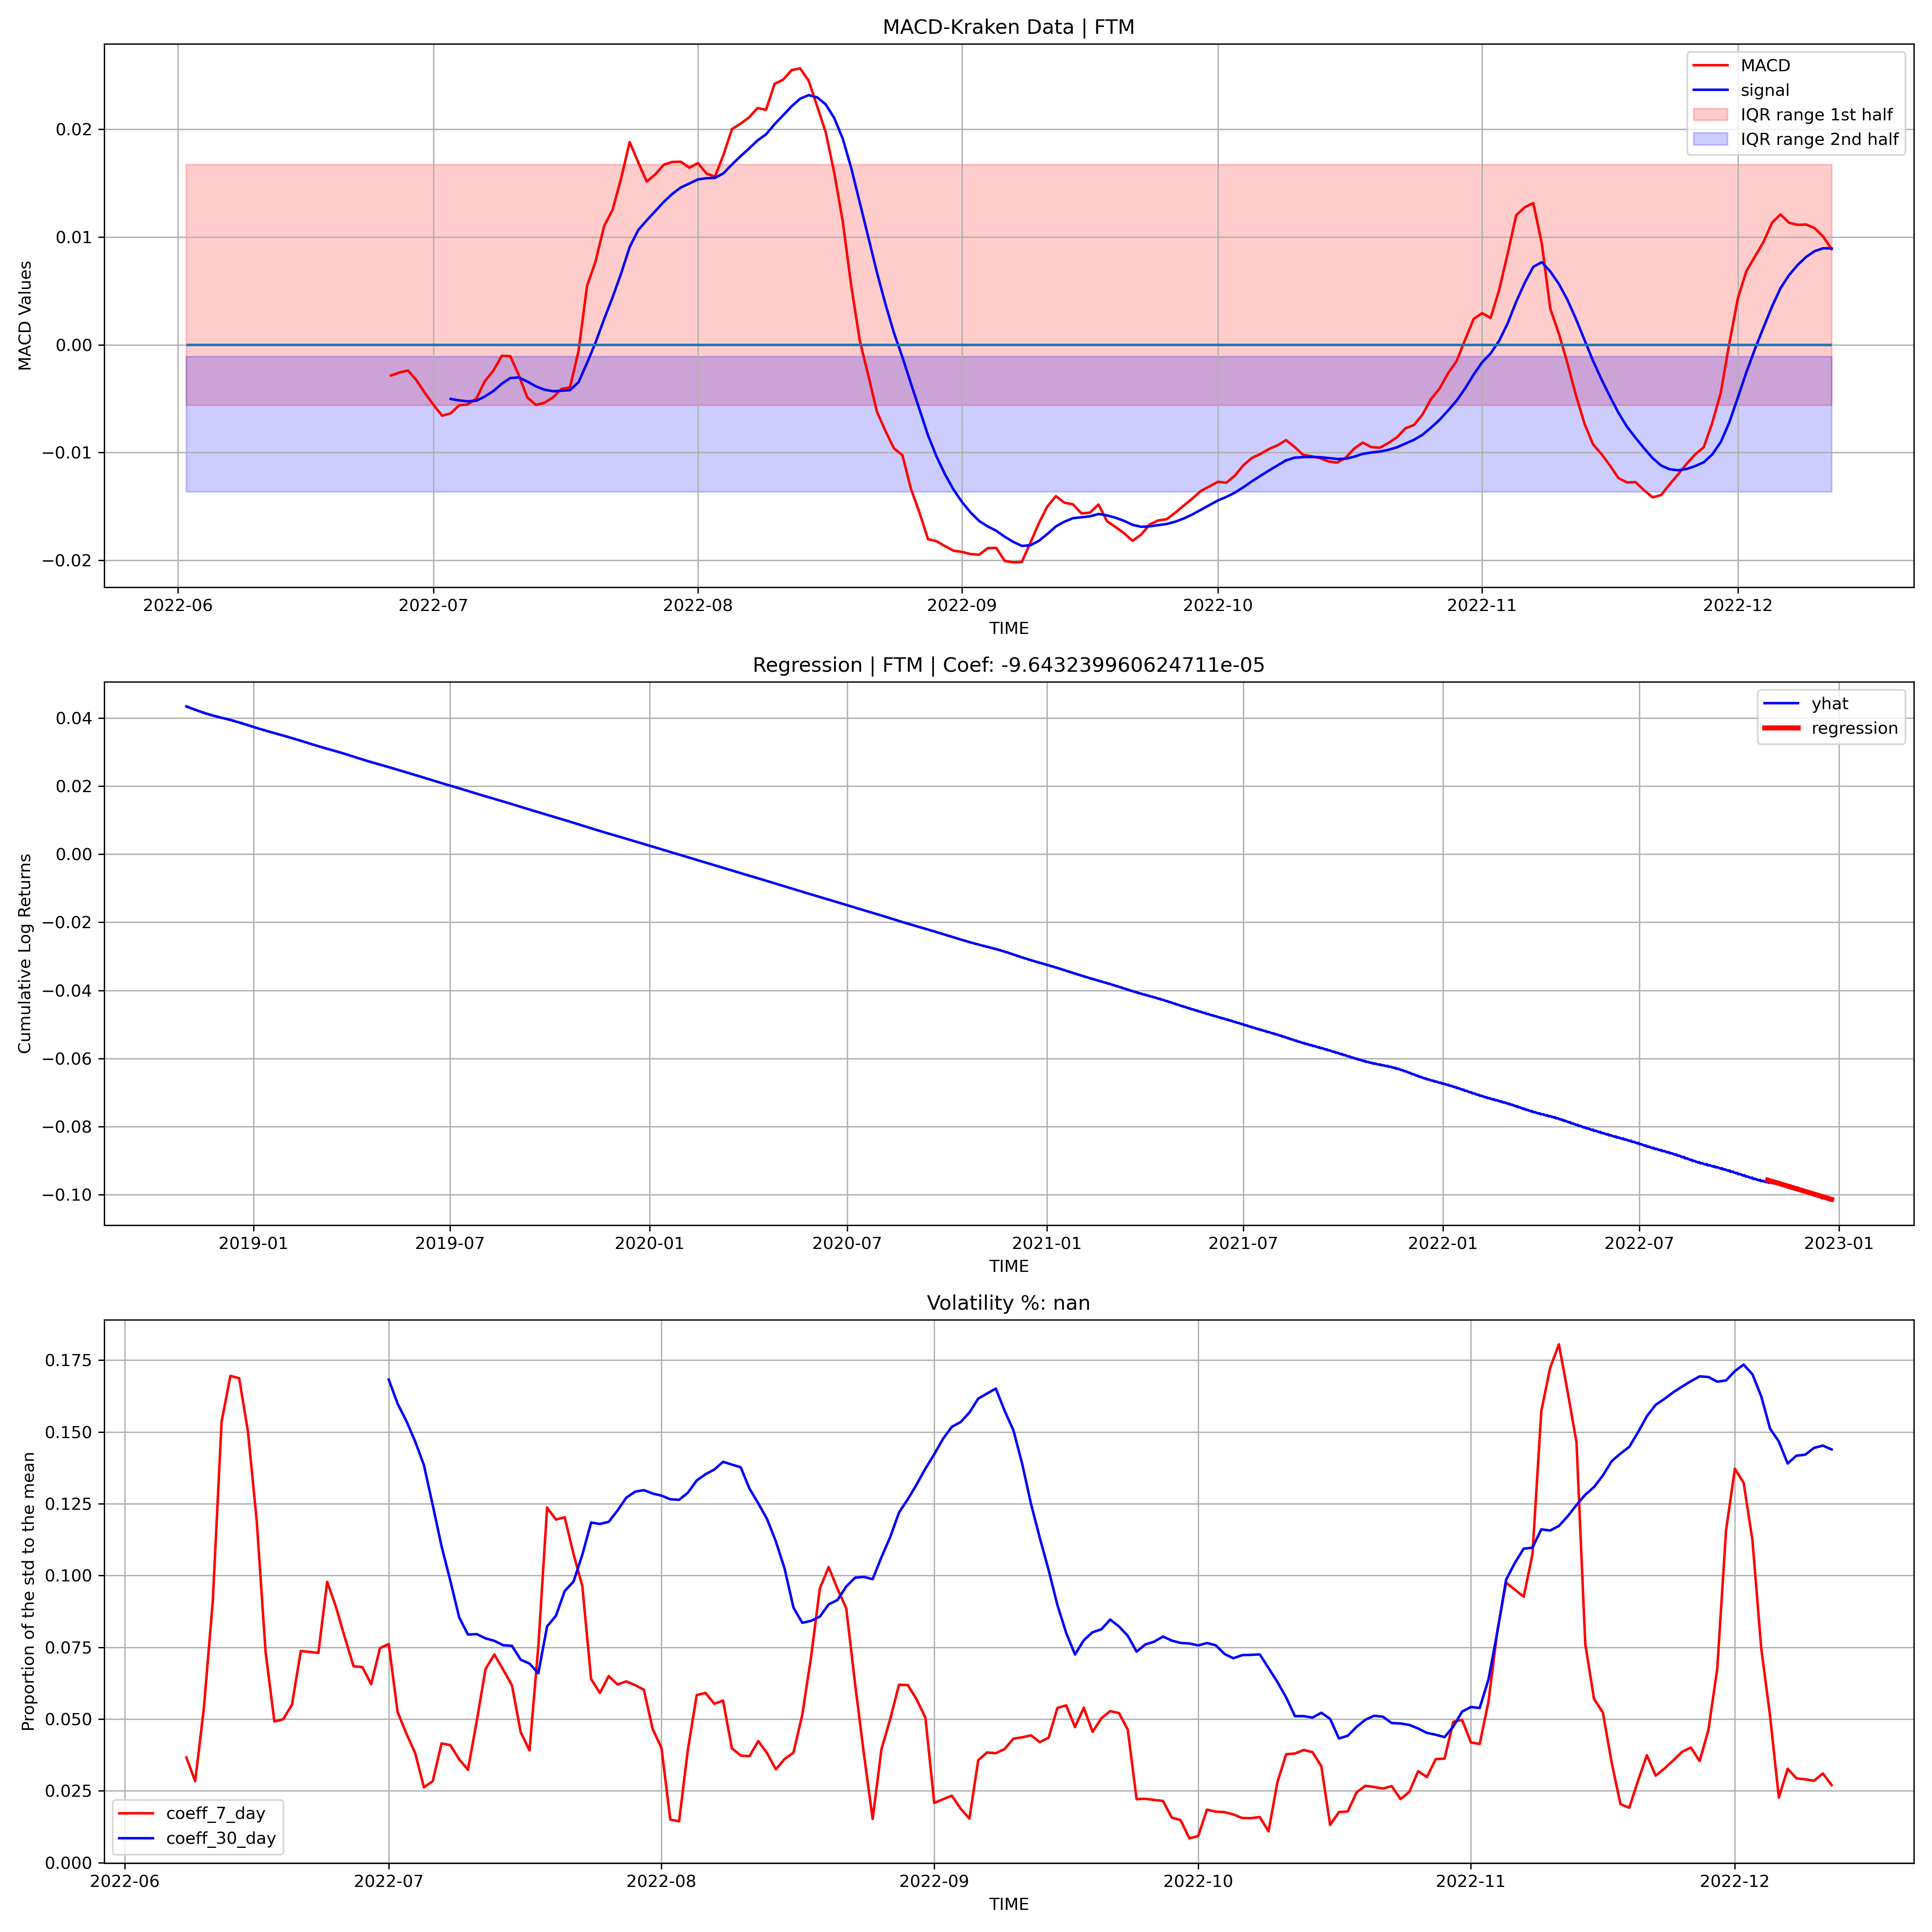 MACD-Kraken Data | FTM
MACD Values
0.02
0.01
0.00
−0.01
−0.02
MACD
signal
IQR range 1st half
IQR range 2nd half
2022-06 2022-07 2022-08 2022-09 2022-10 2022-11 2022-12
TIME
Regression | FTM | Coef: -9.643239960624711e-05
Cumulative Log Returns
0.04
0.02
0.00
−0.02
−0.04
−0.06
−0.08
−0.10
yhat
regression
2019-01 2019-07 2020-01 2020-07 2021-01 2021-07 2022-01 2022-07 2023-01
TIME
Volatility %: nan
Proportion of the std to the mean
0.175
0.150
0.125
0.100
0.075
0.050
0.025
0.000
coeff_7_day
coeff_30_day
2022-06 2022-07 2022-08 2022-09 2022-10 2022-11 2022-12
TIME